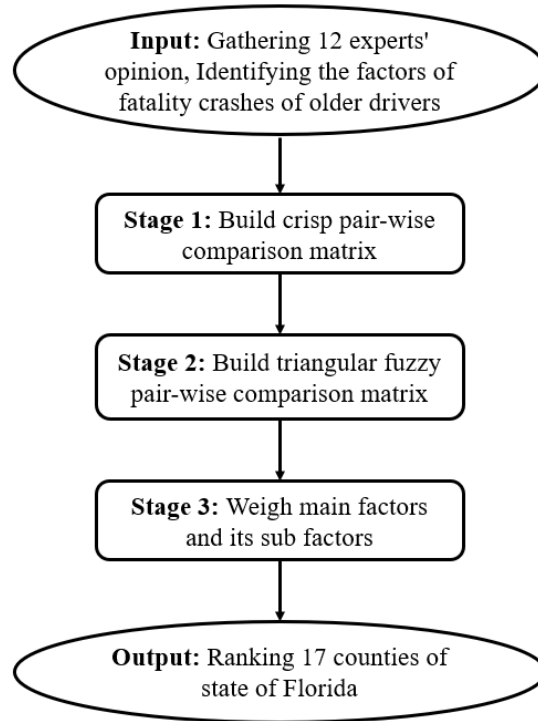 Input: Gathering 12 experts'
opinion, Identifying the factors of
fatality crashes of older drivers
Stage 1: Build crisp pair-wise
comparison matrix
Stage 2: Build triangular fuzzy
pair-wise comparison matrix
Stage 3: Weigh main factors
and its sub factors
Output: Ranking 17 counties of
state of Florida